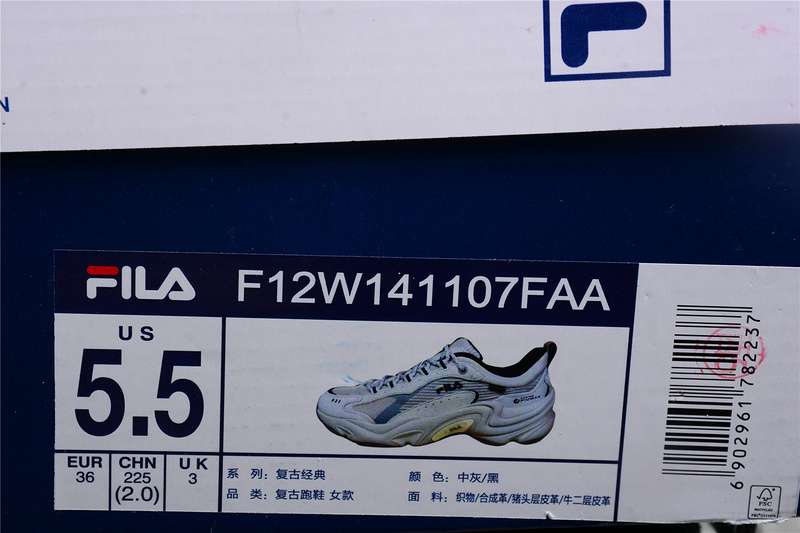 N
FILA F12W141107FAA
US
5.5
EUR
36
CHN
225
(2.0)
UK
3
系 列: 复古经典
颜 色: 中灰/黑
品 类: 复古跑鞋 女款
面 料: 织物/合成革/猪头层皮革/牛二层皮革
6 902961 782237
FSC